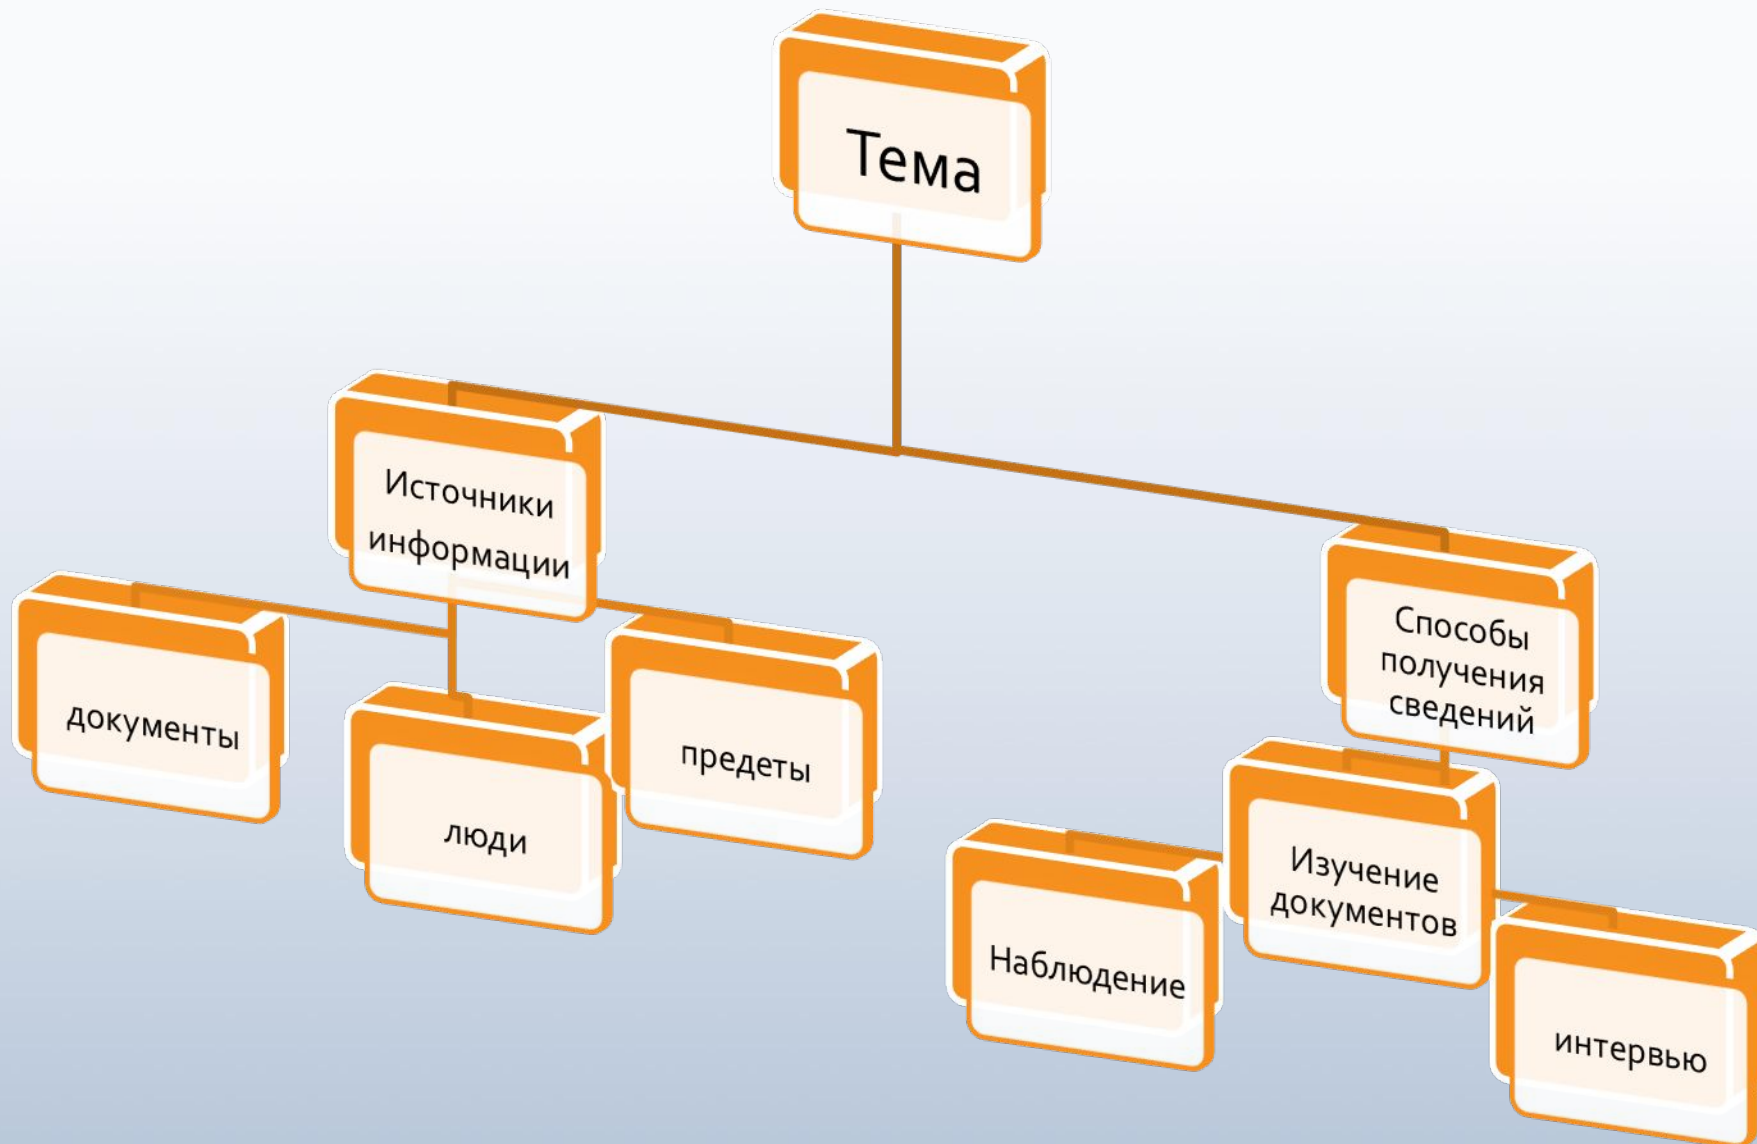 Тема
Источники
информации
документы
люди
предеты
Способы
получения
сведений
Наблюдение
Изучение
документов
интервью